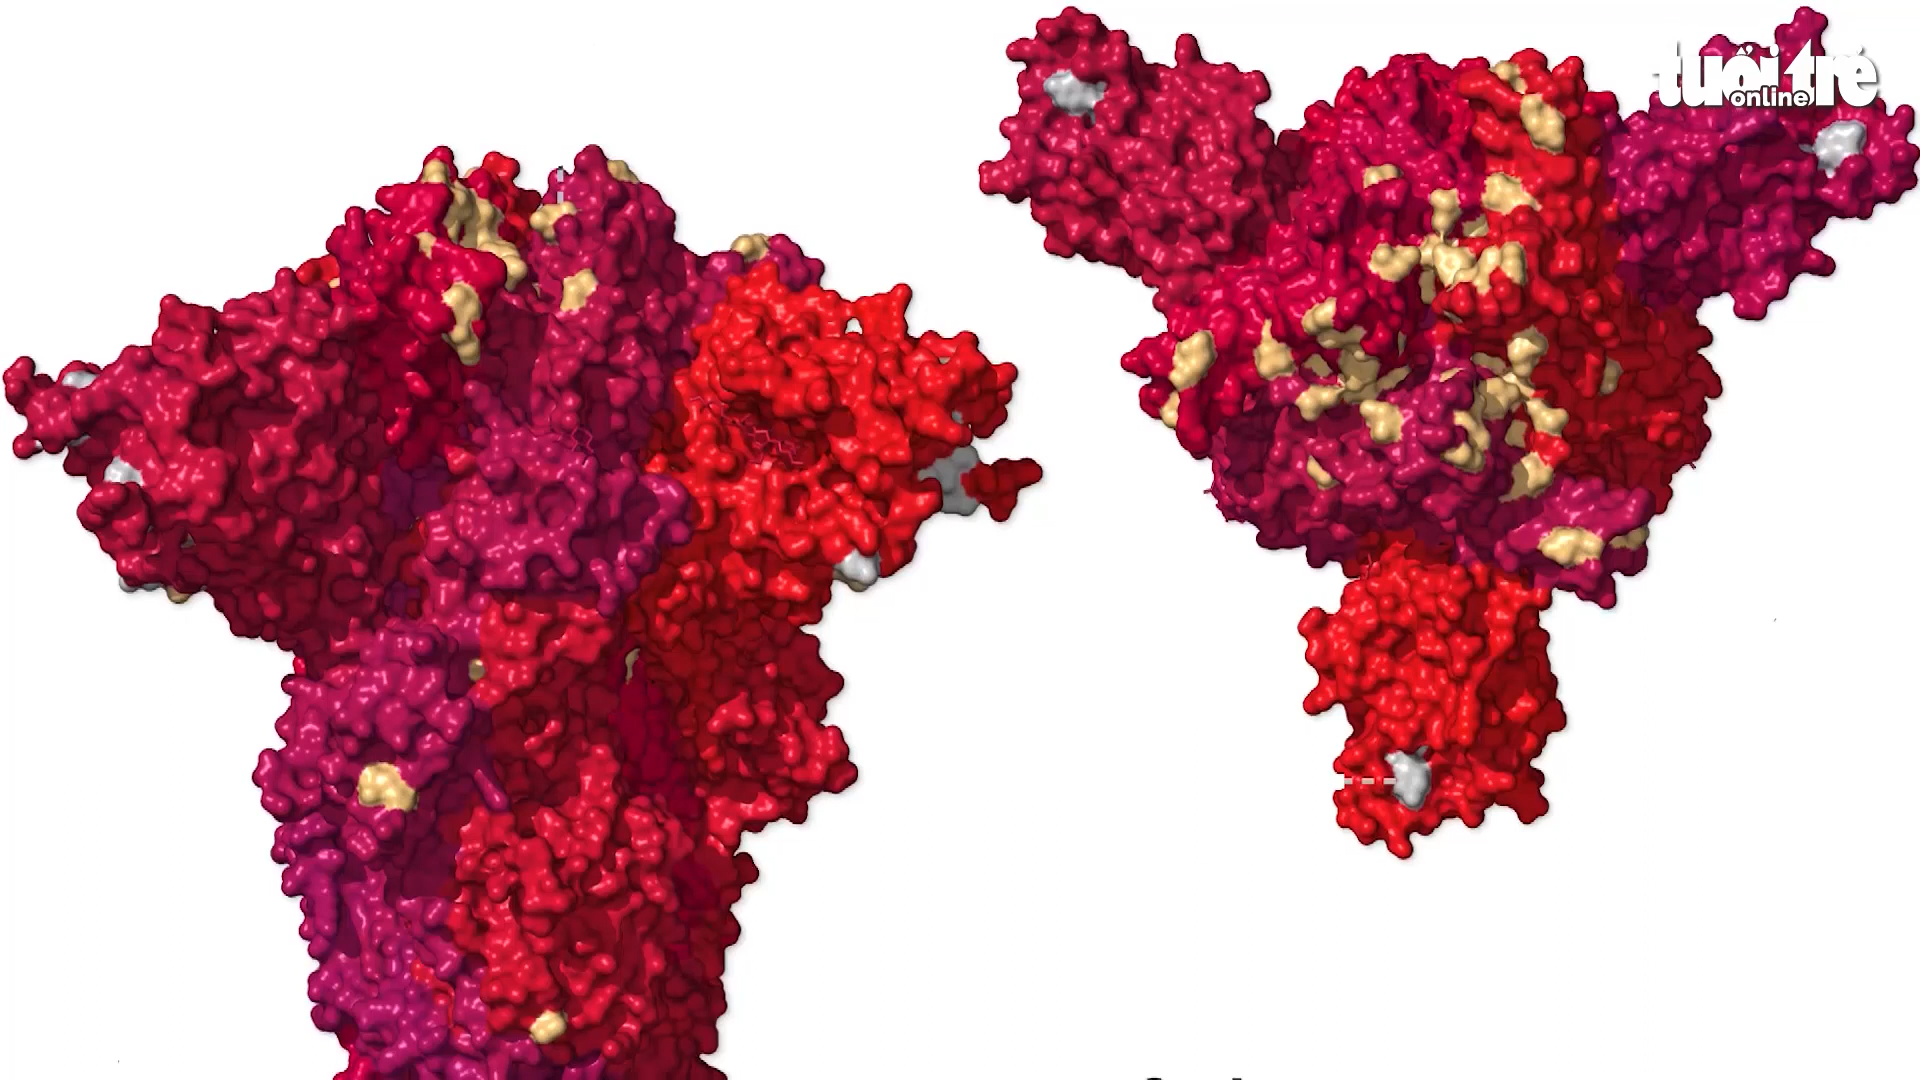 tuổi trẻ
online